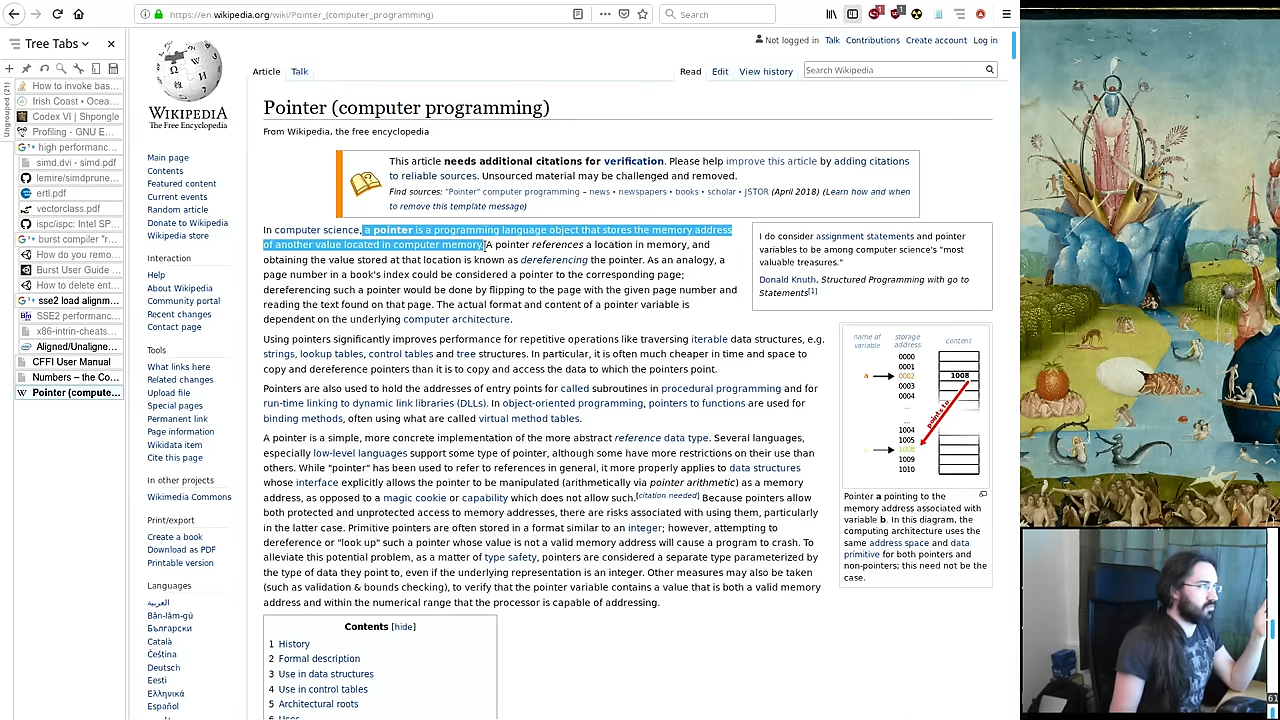 https://en.wikipedia.org/wiki/Pointer_(computer_programming)
Search
Tree Tabs
Ungrouped (21)
How to invoke bas...
Irish Coast • Ocea...
Codex VI | Shpongle
Profiling - GNU E...
high performanc...
simd.dvi - simd.pdf
lemire/simdprune...
ertl.pdf
vectorclass.pdf
ispc/ispc: Intel SP...
burst compiler "r...
How do you remo...
Burst User Guide ...
How to delete ent...
sse2 load alignm...
SSE2 performanc...
x86-intrin-cheats...
Aligned/Unaligne...
CFFI User Manual
Numbers – the Co...
Pointer (compute...
WIKIPEDIA
The Free Encyclopedia
Main page
Contents
Featured content
Current events
Random article
Donate to Wikipedia
Wikipedia store
Interaction
Help
About Wikipedia
Community portal
Recent changes
Contact page
Tools
What links here
Related changes
Upload file
Special pages
Permanent link
Page information
Wikidata item
Cite this page
In other projects
Wikimedia Commons
Print/export
Create a book
Download as PDF
Printable version
Languages
العربية
Bân-lâm-gú
Български
Català
Čeština
Deutsch
Eesti
Ελληνικά
Español
Not logged in Talk Contributions Create account Log in
Article Talk Read Edit View history Search Wikipedia
Pointer (computer programming)
From Wikipedia, the free encyclopedia
This article needs additional citations for verification. Please help improve this article by adding citations
to reliable sources. Unsourced material may be challenged and removed.
Find sources: "Pointer" computer programming – news • newspapers • books • scholar • JSTOR (April 2018) (Learn how and when
to remove this template message)
In computer science, a pointer is a programming language object that stores the memory address
of another value located in computer memory. A pointer references a location in memory, and
obtaining the value stored at that location is known as dereferencing the pointer. As an analogy, a
page number in a book's index could be considered a pointer to the corresponding page;
dereferencing such a pointer would be done by flipping to the page with the given page number and
reading the text found on that page. The actual format and content of a pointer variable is
dependent on the underlying computer architecture.
Using pointers significantly improves performance for repetitive operations like traversing iterable data structures, e.g.
strings, lookup tables, control tables and tree structures. In particular, it is often much cheaper in time and space to
copy and dereference pointers than it is to copy and access the data to which the pointers point.
Pointers are also used to hold the addresses of entry points for called subroutines in procedural programming and for
run-time linking to dynamic link libraries (DLLs). In object-oriented programming, pointers to functions are used for
binding methods, often using what are called virtual method tables.
A pointer is a simple, more concrete implementation of the more abstract reference data type. Several languages,
especially low-level languages support some type of pointer, although some have more restrictions on their use than
others. While "pointer" has been used to refer to references in general, it more properly applies to data structures
whose interface explicitly allows the pointer to be manipulated (arithmetically via pointer arithmetic) as a memory
address, as opposed to a magic cookie or capability which does not allow such.[citation needed] Because pointers allow
both protected and unprotected access to memory addresses, there are risks associated with using them, particularly
in the latter case. Primitive pointers are often stored in a format similar to an integer; however, attempting to
dereference or "look up" such a pointer whose value is not a valid memory address will cause a program to crash. To
alleviate this potential problem, as a matter of type safety, pointers are considered a separate type parameterized by
the type of data they point to, even if the underlying representation is an integer. Other measures may also be taken
(such as validation & bounds checking), to verify that the pointer variable contains a value that is both a valid memory
address and within the numerical range that the processor is capable of addressing.
Contents [hide]
1 History
2 Formal description
3 Use in data structures
4 Use in control tables
5 Architectural roots
6 Uses
I do consider assignment statements and pointer
variables to be among computer science's "most
valuable treasures."
Donald Knuth, Structured Programming with go to
Statements[1]
name of variable
storage address
content
0000
0001
a 0002 1008
0003
0004
...
points to
...
1004
1005
1008
1009
1010
Pointer a pointing to the
memory address associated with
variable b. In this diagram, the
computing architecture uses the
same address space and data
primitive for both pointers and
non-pointers; this need not be the
case.
61